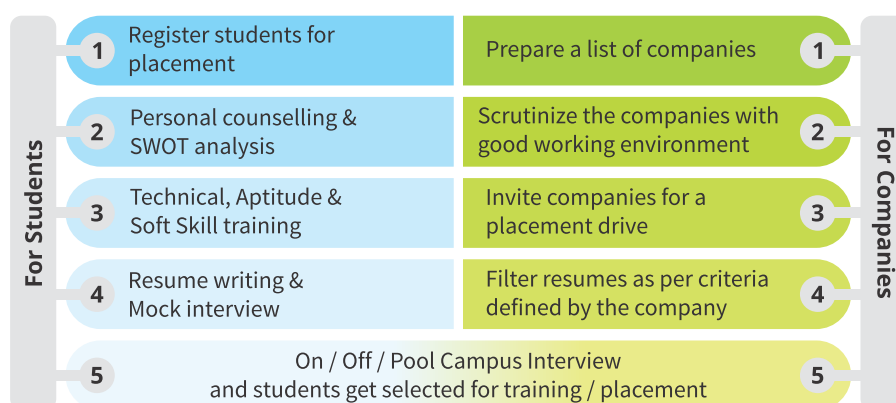 For Students
1
Register students for
placement
2
Personal counselling &
SWOT analysis
3
Technical, Aptitude &
Soft Skill training
4
Resume writing &
Mock interview
Prepare a list of companies
1
Scrutinize the companies with
good working environment
2
Invite companies for a
placement drive
3
Filter resumes as per criteria
defined by the company
4
For Companies
5
On / Off / Pool Campus Interview
and students get selected for training / placement
5